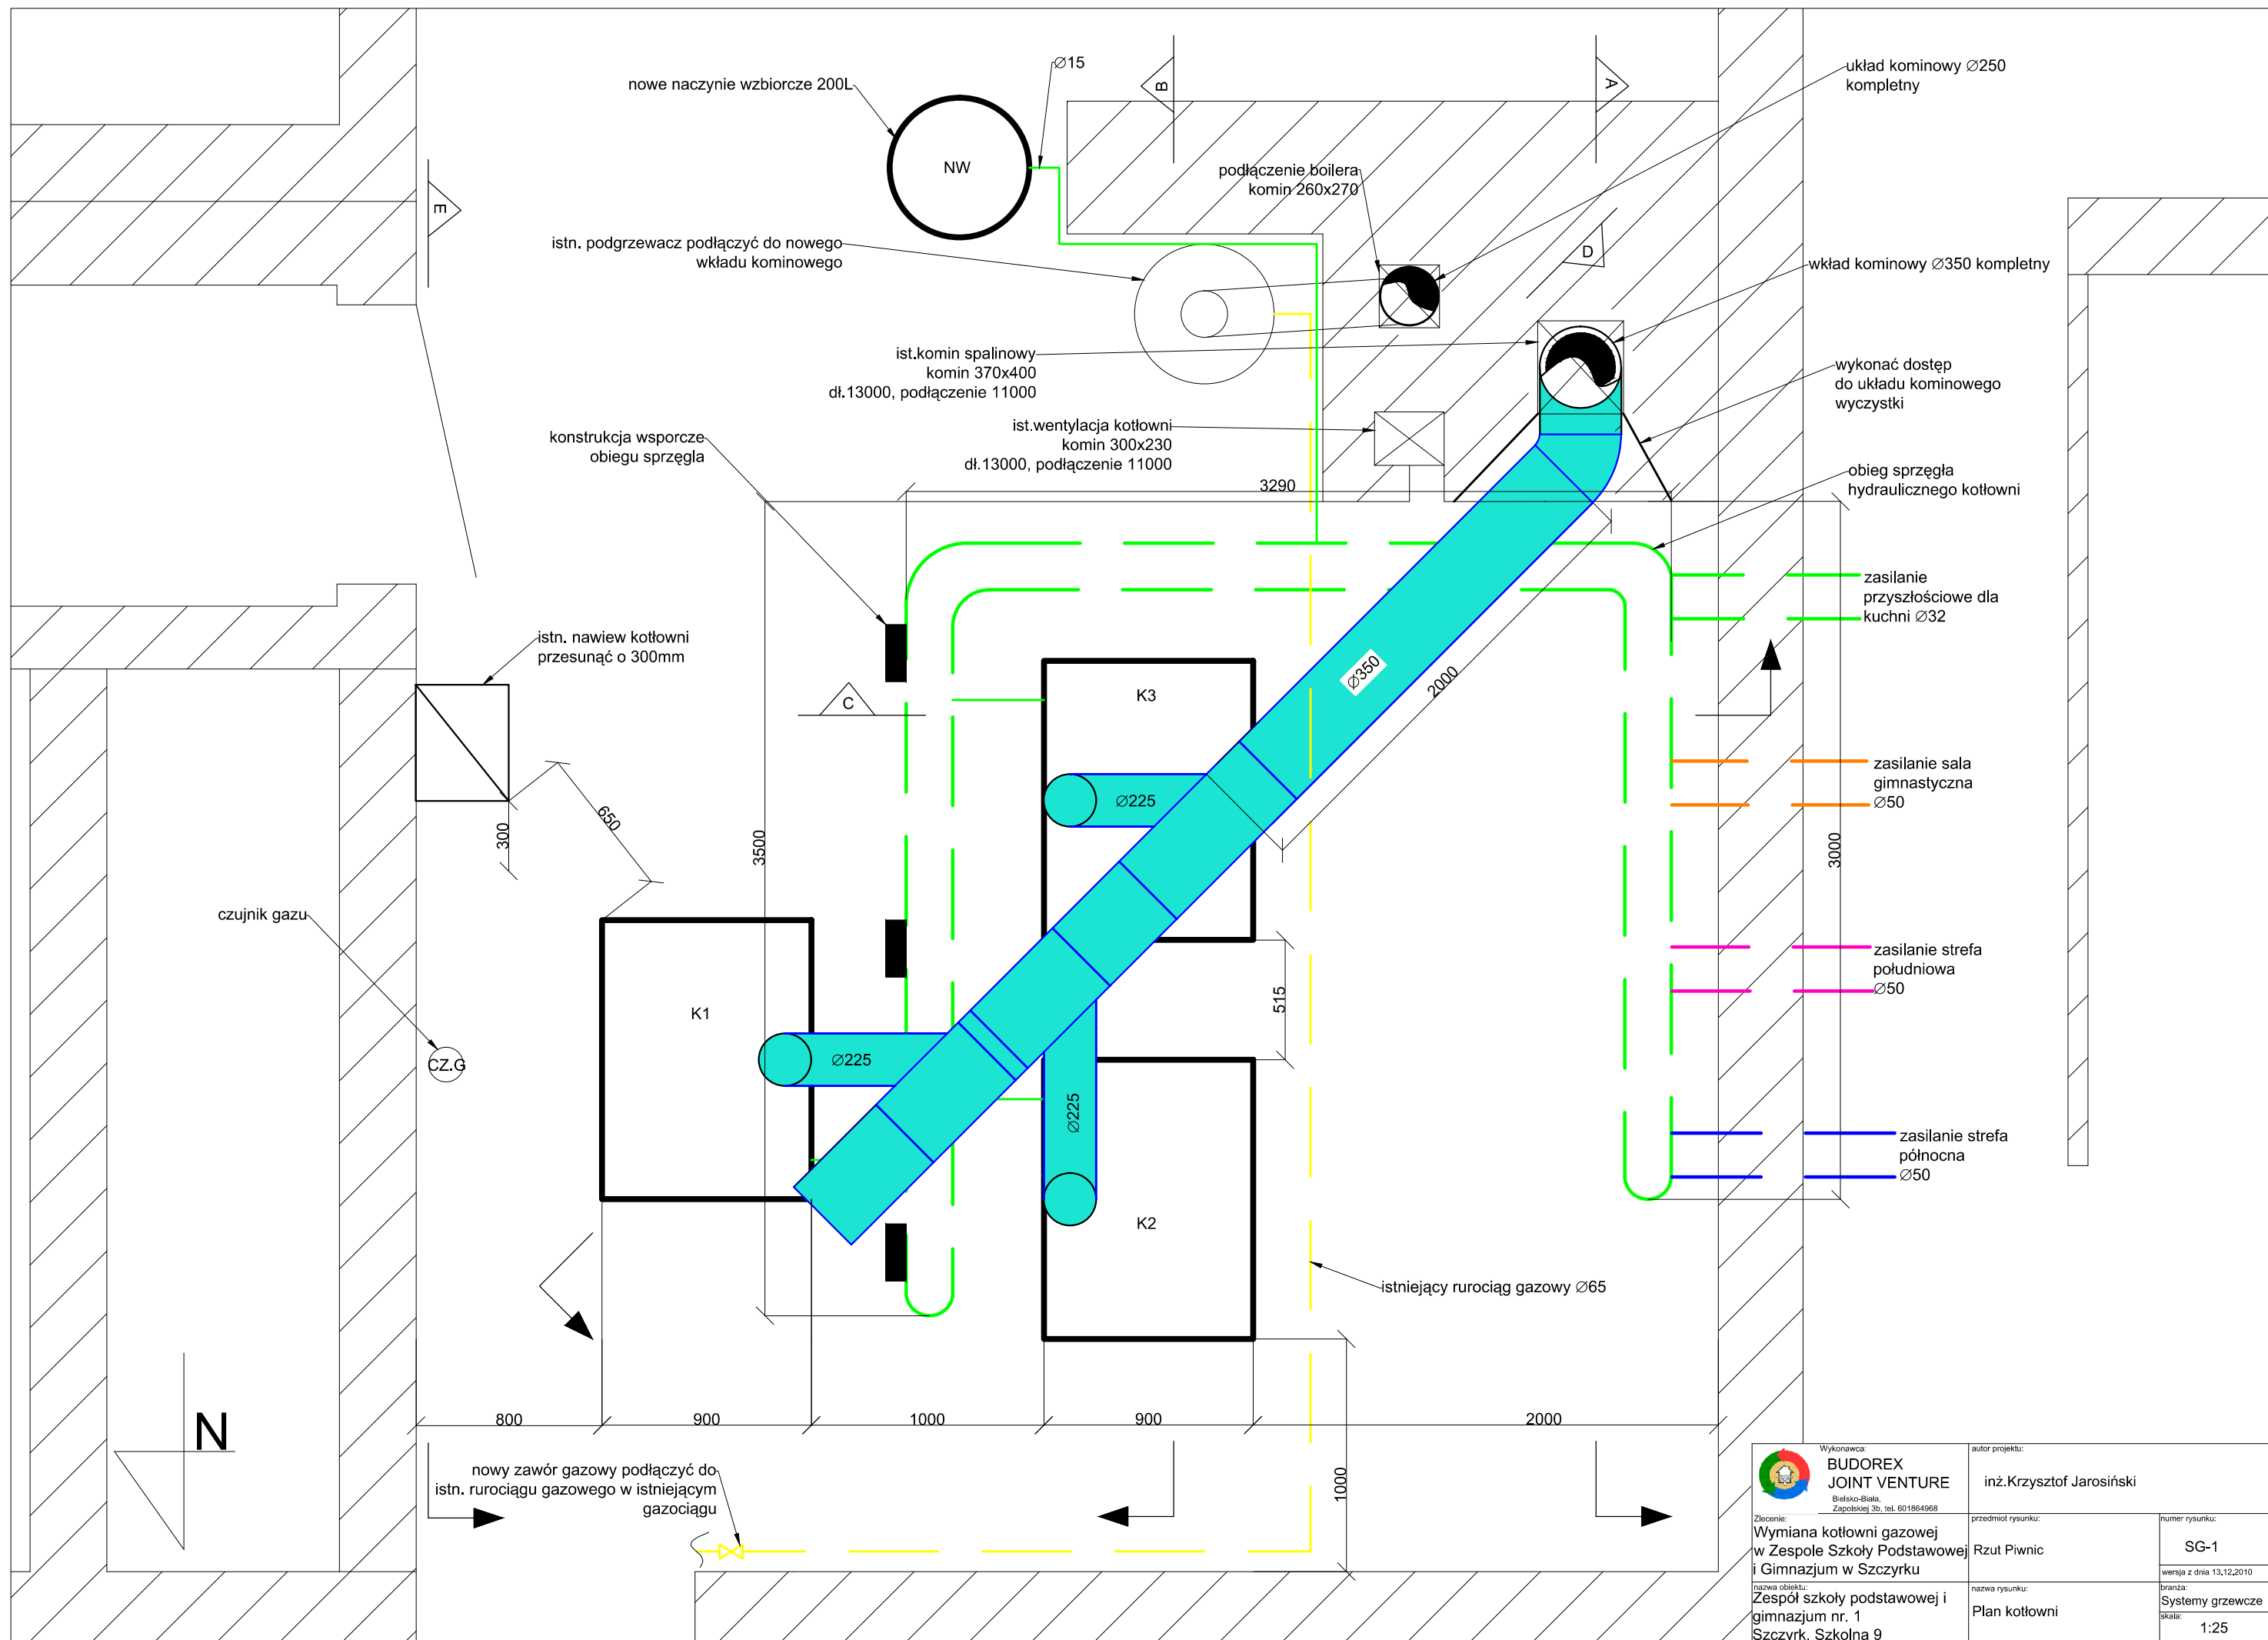 nowe naczynie wzbiorcze 200L
∅15
NW
B
A
układ kominowy ∅250
kompletny
E
podłączenie boilera
komin 260x270
istn. podgrzewacz podłączyć do nowego
wkładu kominowego
D
wkład kominowy ∅350 kompletny
ist.komin spalinowy
komin 370x400
dł.13000, podłączenie 11000
wykonać dostęp
do układu kominowego
wyczystki
konstrukcja wsporcze
obiegu sprzęgla
ist.wentylacja kotłowni
komin 300x230
dł.13000, podłączenie 11000
3290
obieg sprzęgła
hydraulicznego kotłowni
zasilanie
przyszłościowe dla
kuchni ∅32
istn. nawiew kotłowni
przesunąć o 300mm
C
K3
∅350
2000
650
300
3500
∅225
zasilanie sala
gimnastyczna
∅50
3000
czujnik gazu
CZ.G
K1
∅225
515
∅225
K2
zasilanie strefa
południowa
∅50
zasilanie strefa
północna
∅50
istniejący rurociąg gazowy ∅65
N
800
900
1000
900
2000
1000
nowy zawór gazowy podłączyć do
istn. rurociągu gazowego w istniejącym
gazociągu
Wykonawca:
BUDOREX
JOINT VENTURE
Bielsko-Biała,
Zapolskiej 3b, tel. 601864968
autor projektu:
inż.Krzysztof Jarosiński
Zlecenie:
Wymiana kotłowni gazowej
w Zespole Szkoły Podstawowej
i Gimnazjum w Szczyrku
przedmiot rysunku:
Rzut Piwnic
numer rysunku:
SG-1
wersja z dnia 13,12,2010
nazwa obiektu:
Zespół szkoły podstawowej i
gimnazjum nr. 1
Szczyrk, Szkolna 9
nazwa rysunku:
Plan kotłowni
branża:
Systemy grzewcze
skala:
1:25